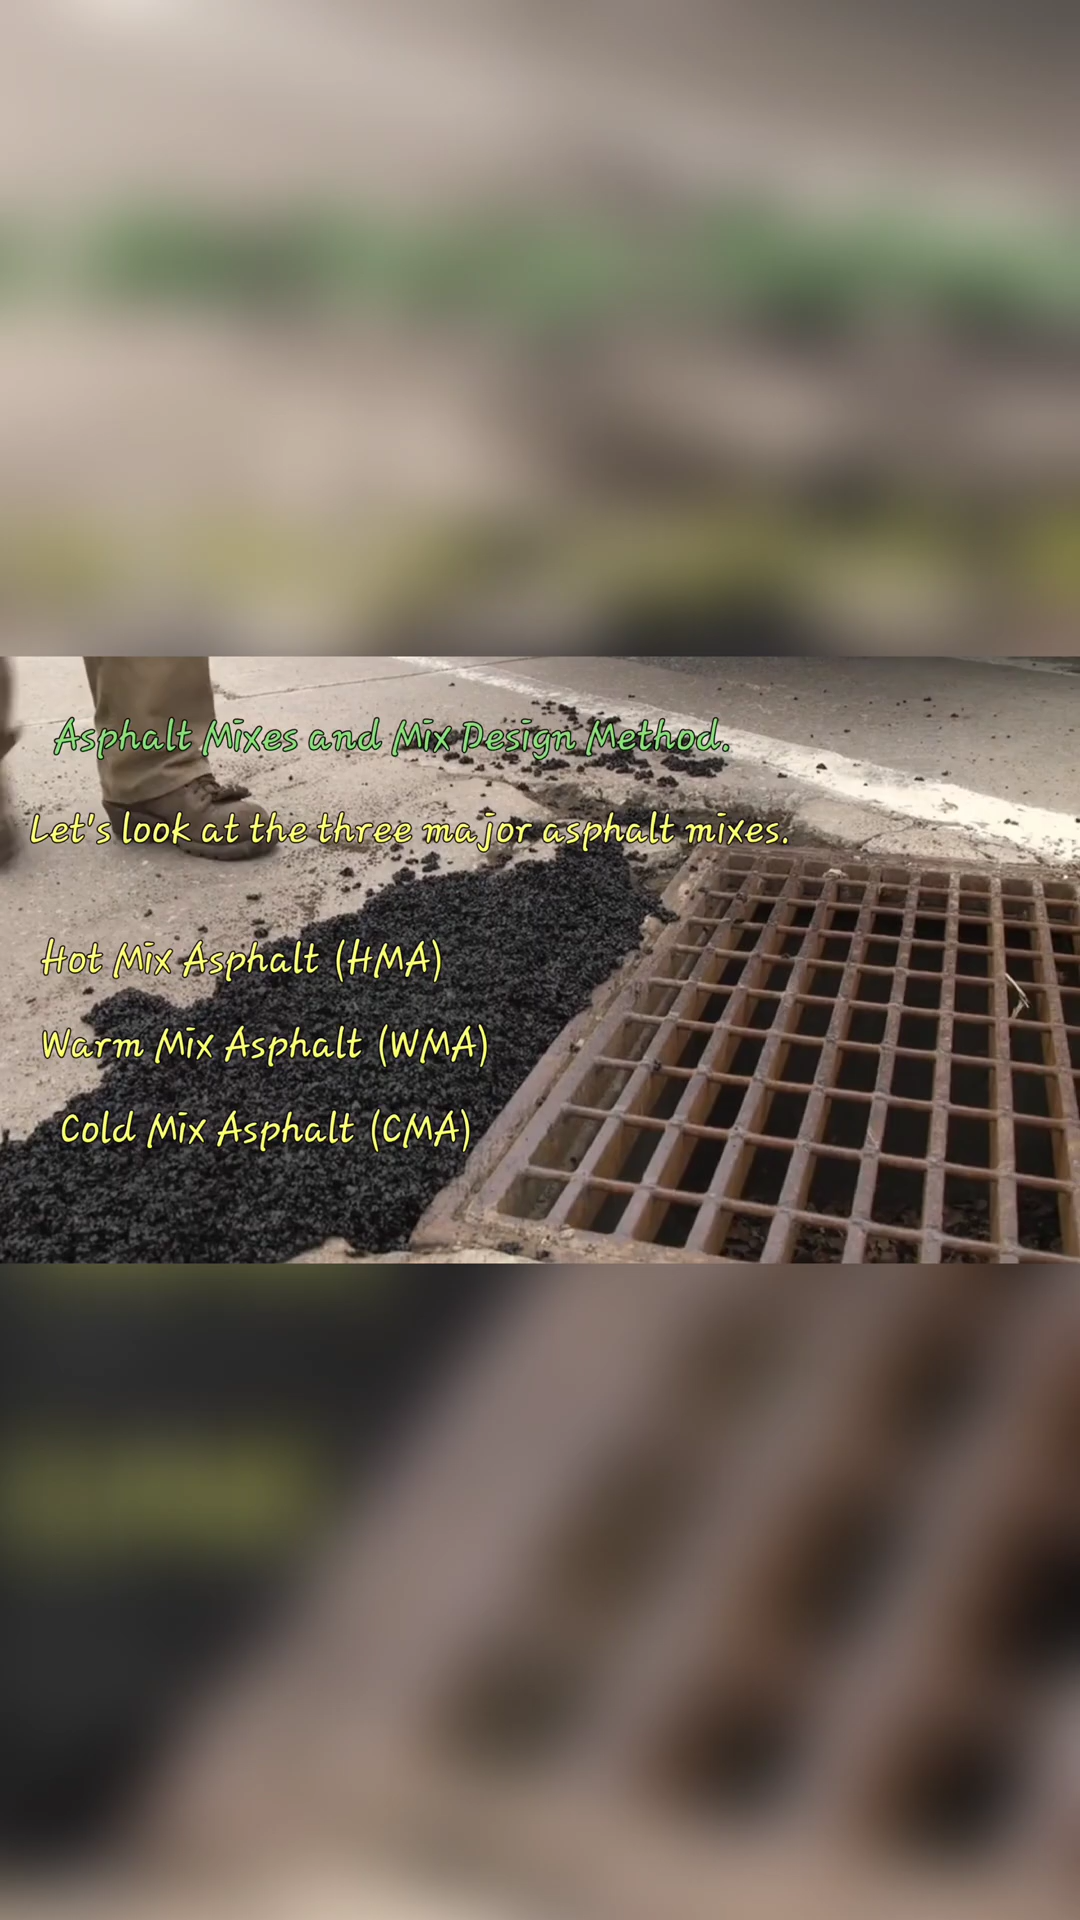 Asphalt Mixes and Mix Design Method.
Let's look at the three major asphalt mixes.
Hot Mix Asphalt (HMA)
Warm Mix Asphalt (WMA)
Cold Mix Asphalt (CMA)